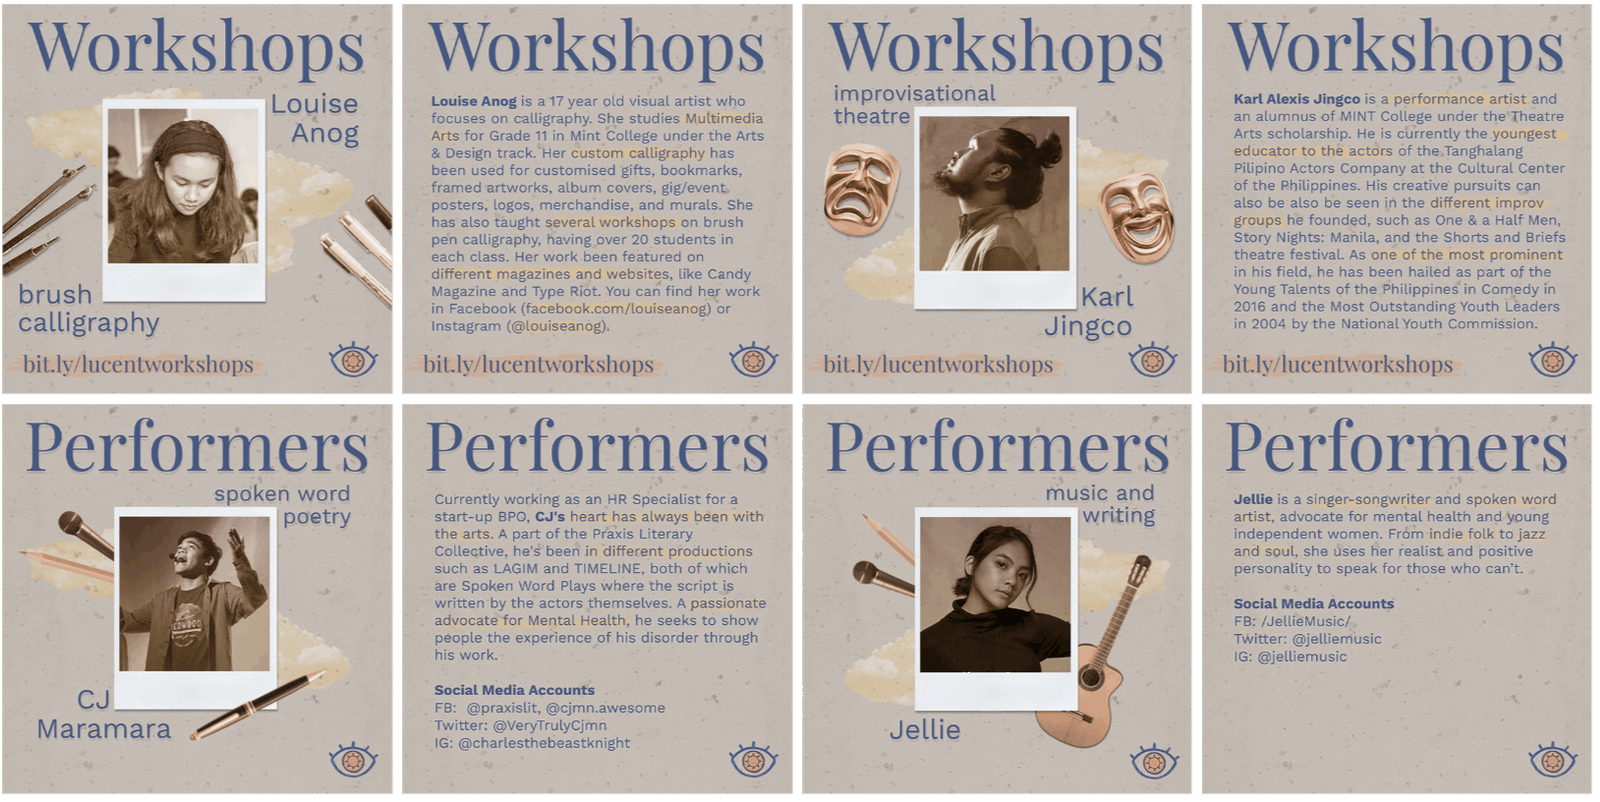 Workshops
Louise
Anog
brush
calligraphy
bit.ly/lucentworkshops
Workshops
Louise Anog is a 17 year old visual artist who
focuses on calligraphy. She studies Multimedia
Arts for Grade 11 in Mint College under the Arts
& Design track. Her custom calligraphy has
been used for customised gifts, bookmarks,
framed artworks, album covers, gig/event
posters, logos, merchandise, and murals. She
has also taught several workshops on brush
pen calligraphy, having over 20 students in
each class. Her work been featured on
different magazines and websites, like Candy
Magazine and Type Riot. You can find her work
in Facebook (facebook.com/louiseanog) or
Instagram (@louiseanog).
bit.ly/lucentworkshops
Workshops
improvisational
theatre
Karl
Jingco
bit.ly/lucentworkshops
Workshops
Karl Alexis Jingco is a performance artist and
an alumnus of MINT College under the Theatre
Arts scholarship. He is currently the youngest
educator to the actors of the Tanghalang
Pilipino Actors Company at the Cultural Center
of the Philippines. His creative pursuits can
also be also be seen in the different improv
groups he founded, such as One & a Half Men,
Story Nights: Manila, and the Shorts and Briefs
theatre festival. As one of the most prominent
in his field, he has been hailed as part of the
Young Talents of the Philippines in Comedy in
2016 and the Most Outstanding Youth Leaders
in 2004 by the National Youth Commission.
bit.ly/lucentworkshops
Performers
spoken word
poetry
REDWOOD
CJ
Maramara
Performers
Currently working as an HR Specialist for a
start-up BPO, CJ's heart has always been with
the arts. A part of the Praxis Literary
Collective, he's been in different productions
such as LAGIM and TIMELINE, both of which
are Spoken Word Plays where the script is
written by the actors themselves. A passionate
advocate for Mental Health, he seeks to show
people the experience of his disorder through
his work.
Social Media Accounts
FB: @praxislit, @cjmn.awesome
Twitter: @VeryTrulyCjmn
IG: @charlesthebeastknight
Performers
music and
writing
Jellie
Performers
Jellie is a singer-songwriter and spoken word
artist, advocate for mental health and young
independent women. From indie folk to jazz
and soul, she uses her realist and positive
personality to speak for those who can't.
Social Media Accounts
FB: /JellieMusic/
Twitter: @jelliemusic
IG: @jelliemusic